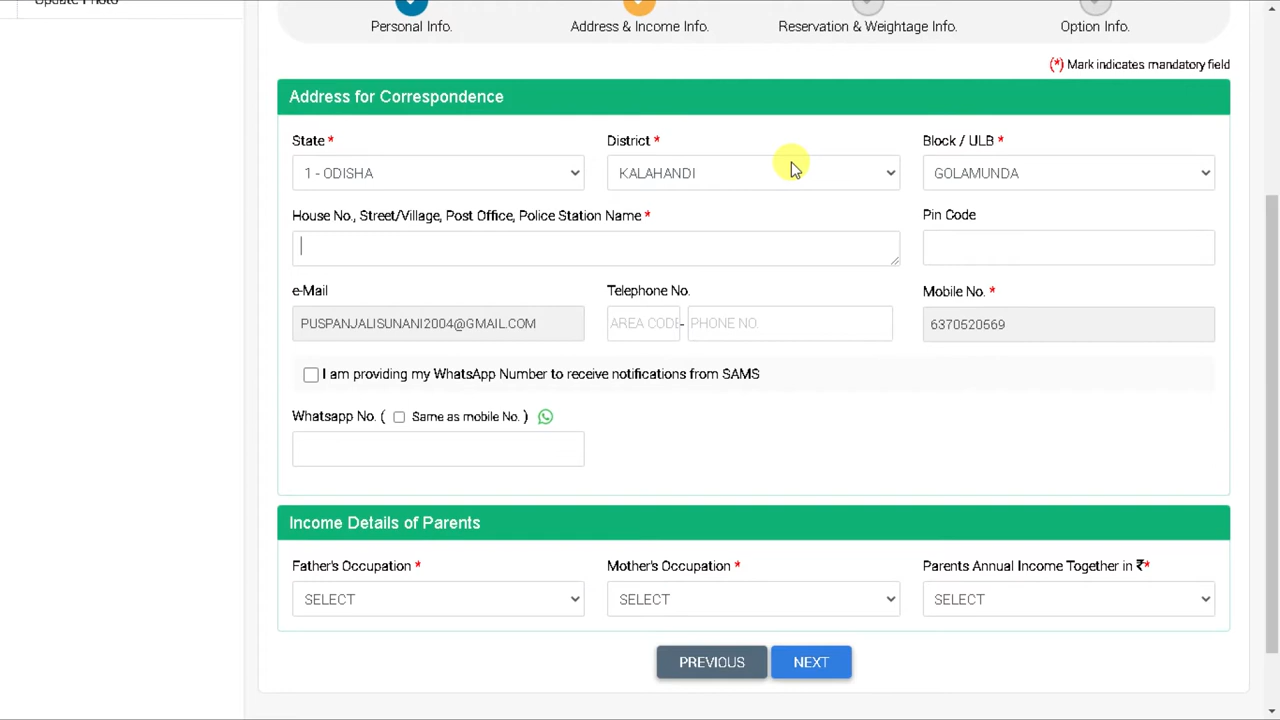 Update Photo
Personal Info. Address & Income Info. Reservation & Weightage Info. Option Info.
(*) Mark indicates mandatory field
Address for Correspondence
State * District * Block / ULB *
1 - ODISHA KALAHANDI GOLAMUNDA
House No., Street/Village, Post Office, Police Station Name * Pin Code
e-Mail Telephone No. Mobile No. *
PUSPANJALISUNANI2004@GMAIL.COM AREA CODE - PHONE NO. 6370520569
I am providing my WhatsApp Number to receive notifications from SAMS
Whatsapp No. ( Same as mobile No. )
Income Details of Parents
Father's Occupation * Mother's Occupation * Parents Annual Income Together in ₹*
SELECT SELECT SELECT
PREVIOUS NEXT